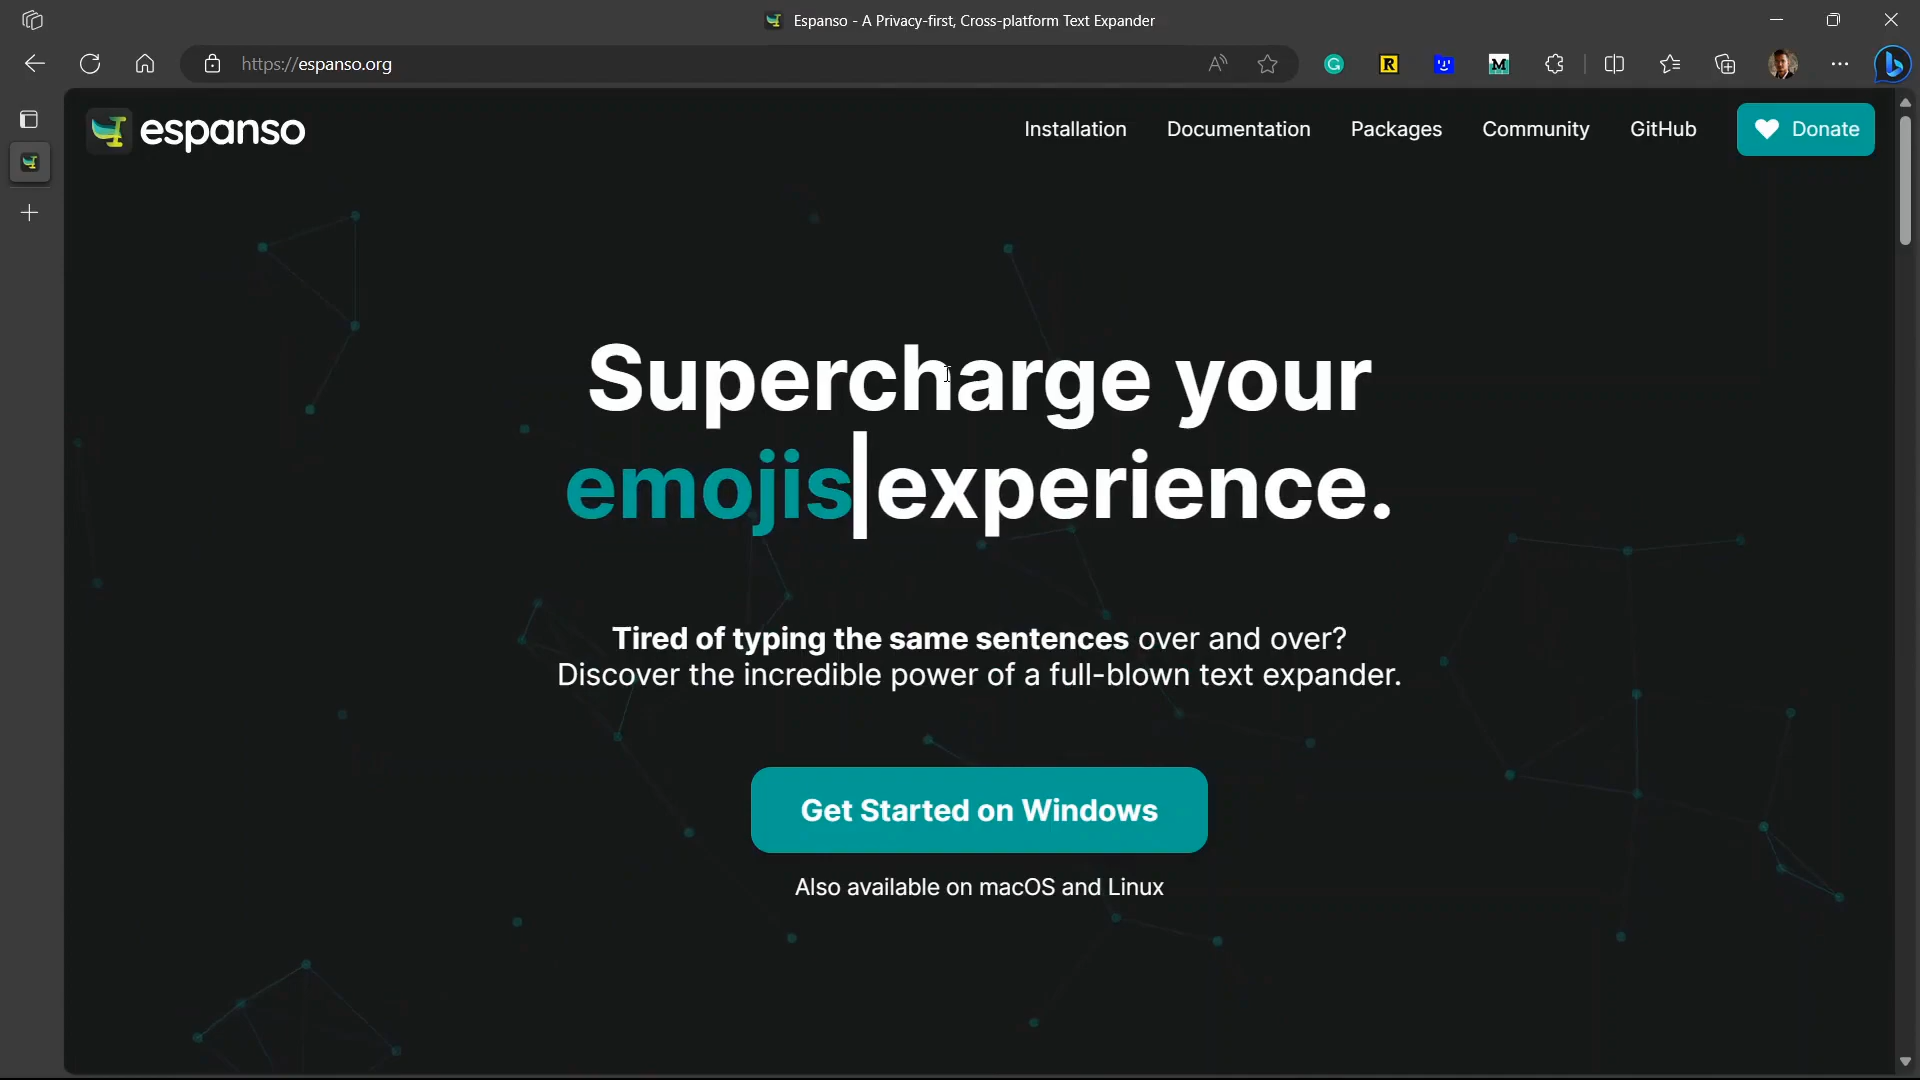 Espanso - A Privacy-first, Cross-platform Text Expander
https://espanso.org
espanso
Installation
Documentation
Packages
Community
GitHub
Donate
Supercharge your
emojis experience.
Tired of typing the same sentences over and over?
Discover the incredible power of a full-blown text expander.
Get Started on Windows
Also available on macOS and Linux